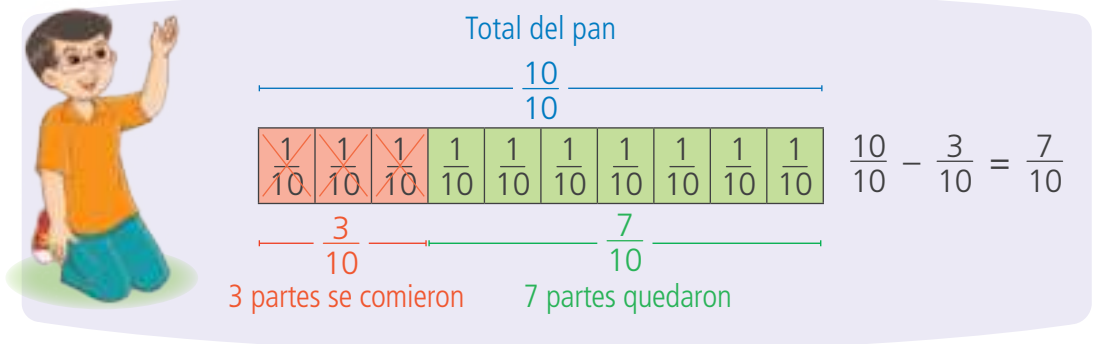 Total del pan
10/10
1/10 1/10 1/10 1/10 1/10 1/10 1/10 1/10 1/10 1/10
10/10 − 3/10 = 7/10
3/10 7/10
3 partes se comieron 7 partes quedaron